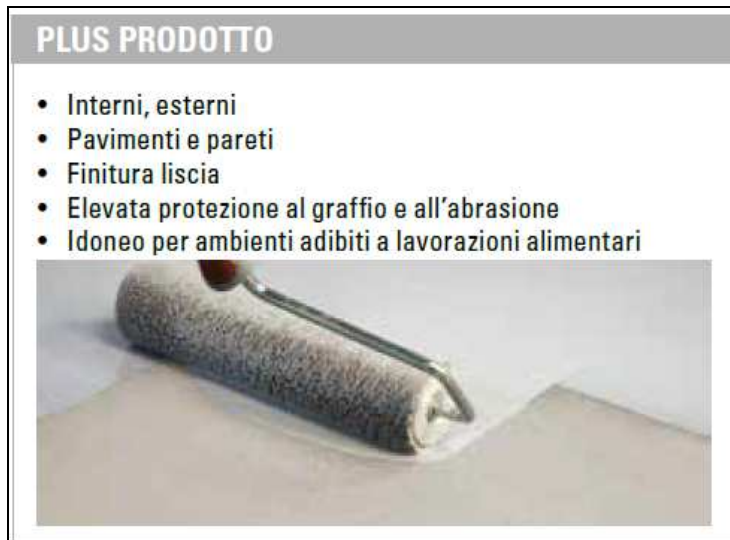 PLUS PRODOTTO
• Interni, esterni
• Pavimenti e pareti
• Finitura liscia
• Elevata protezione al graffio e all’abrasione
• Idoneo per ambienti adibiti a lavorazioni alimentari